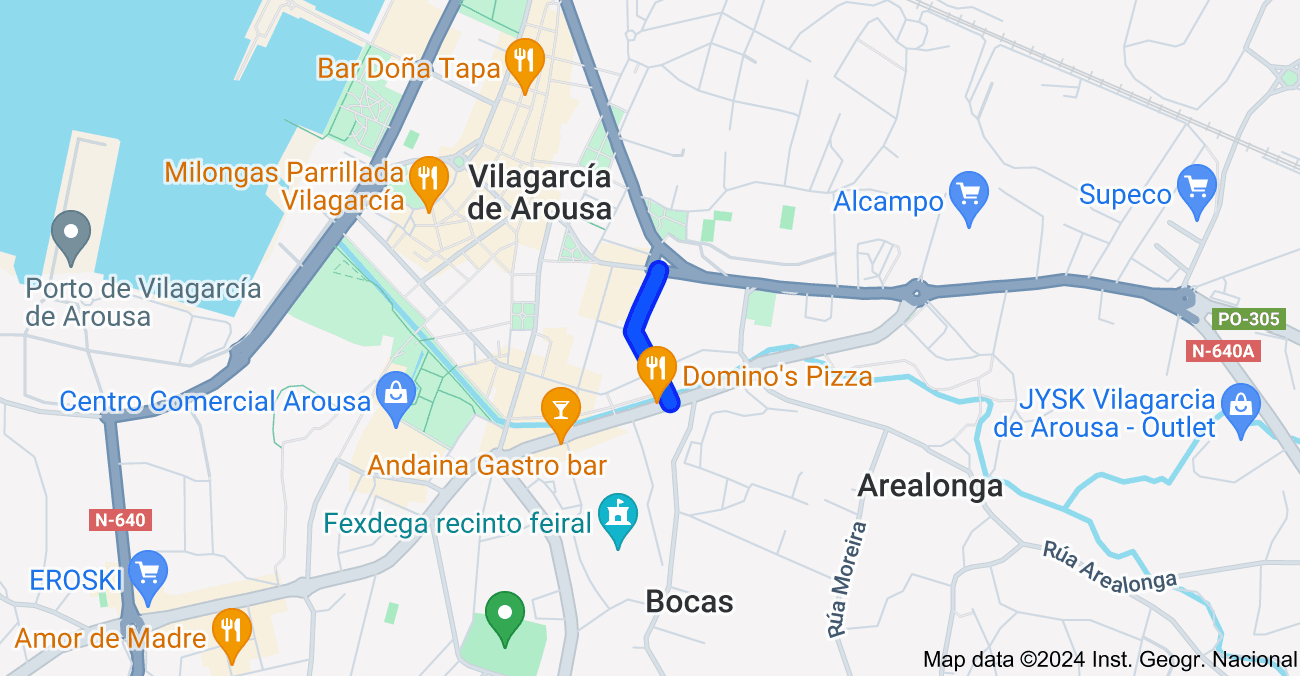 Bar Doña Tapa
Milongas Parrillada
Vilagarcía
Vilagarcía
de Arousa
Alcampo
Supeco
Porto de Vilagarcía
de Arousa
PO-305
N-640A
Domino's Pizza
Centro Comercial Arousa
JYSK Vilagarcia
de Arousa - Outlet
Andaina Gastro bar
Arealonga
N-640
Fexdega recinto feiral
Rúa Moreira
Rúa Arealonga
EROSKI
Bocas
Amor de Madre
Map data ©2024 Inst. Geogr. Nacional